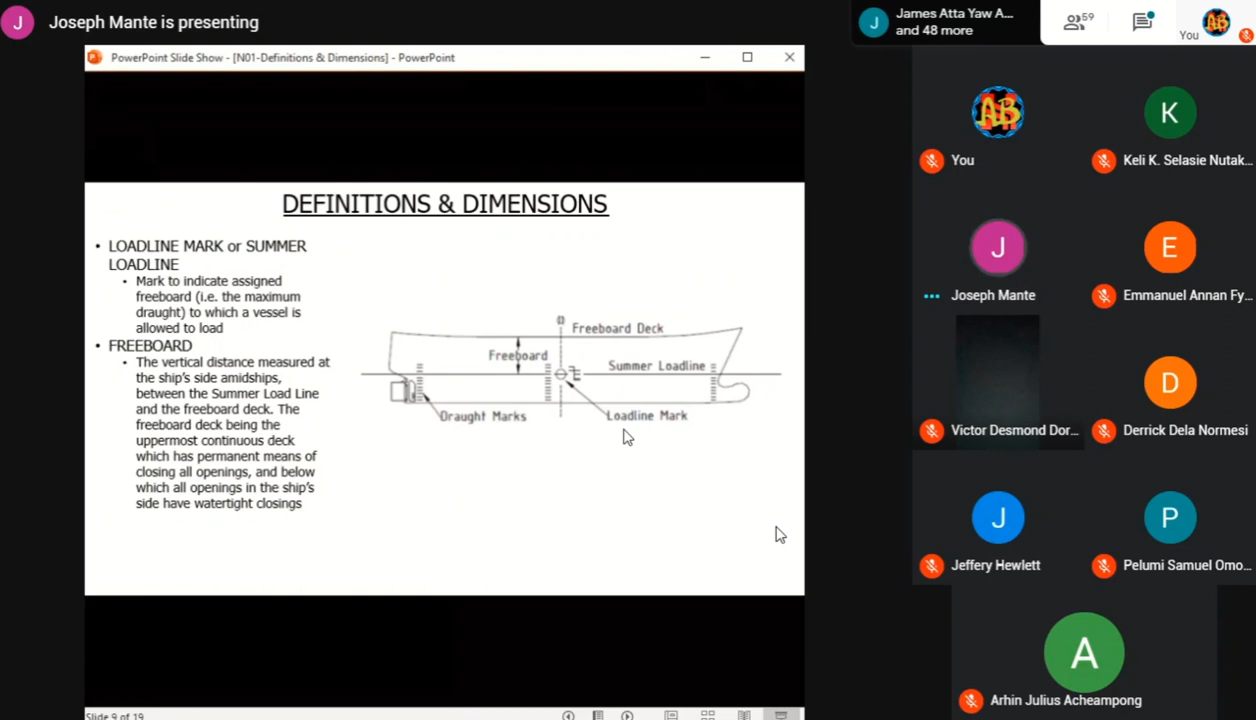 J
Joseph Mante is presenting
J
James Atta Yaw A...
and 48 more
59
You
PowerPoint Slide Show - [N01-Definitions & Dimensions] - PowerPoint
DEFINITIONS & DIMENSIONS
• LOADLINE MARK or SUMMER
LOADLINE
• Mark to indicate assigned
freeboard (i.e. the maximum
draught) to which a vessel is
allowed to load
• FREEBOARD
• The vertical distance measured at
the ship's side amidships,
between the Summer Load Line
and the freeboard deck. The
freeboard deck being the
uppermost continuous deck
which has permanent means of
closing all openings, and below
which all openings in the ship's
side have watertight closings
Freeboard Deck
Freeboard
Summer Loadline
Draught Marks
Loadline Mark
Slide 9 of 19
AB
You
K
Keli K. Selasie Nutak...
J
Joseph Mante
E
Emmanuel Annan Fy...
Victor Desmond Dor...
D
Derrick Dela Normesi
J
Jeffery Hewlett
P
Pelumi Samuel Omo...
A
Arhin Julius Acheampong